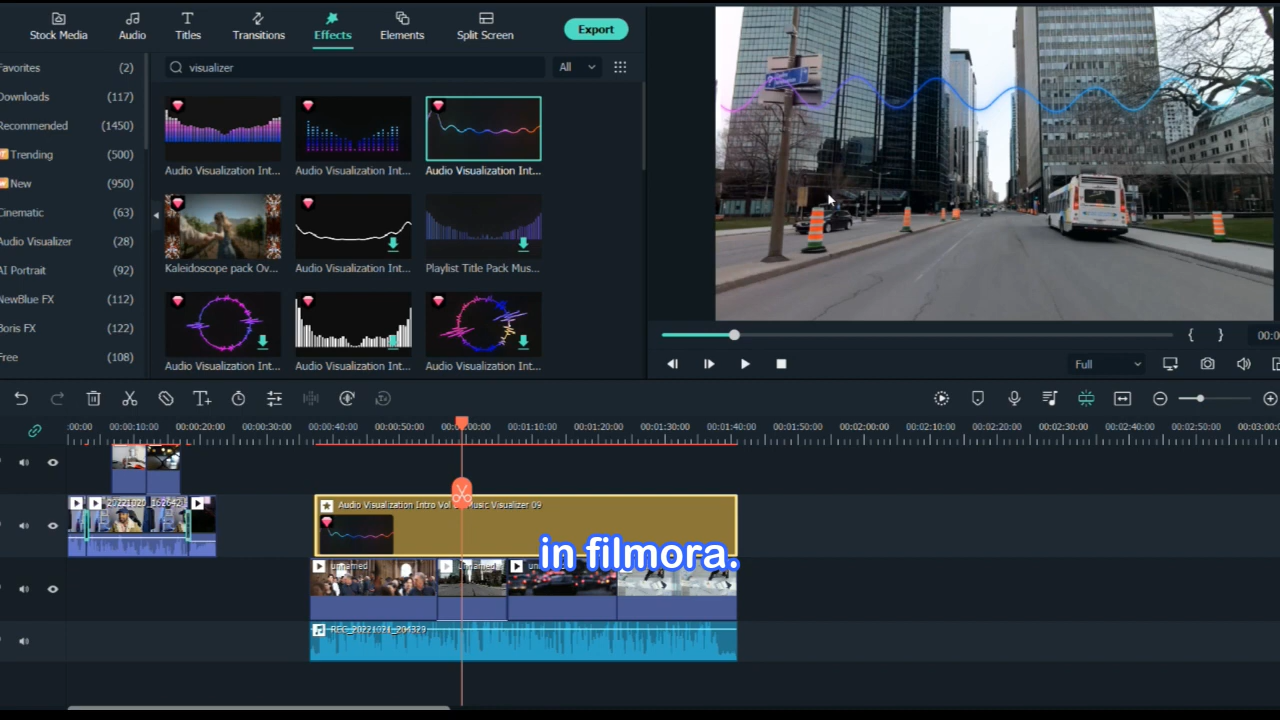 Stock Media
Audio
Titles
Transitions
Effects
Elements
Split Screen
Export
Favorites (2)
Downloads (117)
Recommended (1450)
Trending (500)
New (950)
Cinematic (63)
Audio Visualizer (28)
AI Portrait (92)
NewBlue FX (112)
Boris FX (122)
Free (108)
visualizer
All
Audio Visualization Int...
Audio Visualization Int...
Audio Visualization Int...
Kaleidoscope pack Ov...
Audio Visualization Int...
Playlist Title Pack Mus...
Audio Visualization Int...
Audio Visualization Int...
Audio Visualization Int...
{ }
00:00
Full
:00:00 00:00:10:00 00:00:20:00 00:00:30:00 00:00:40:00 00:00:50:00 00:01:00:00 00:01:10:00 00:01:20:00 00:01:30:00 00:01:40:00 00:01:50:00 00:02:00:00 00:02:10:00 00:02:20:00 00:02:30:00 00:02:40:00 00:02:50:00 00:03:00:0
20221020_162642
Audio Visualization Intro Vol Music Visualizer 09
in filmora.
unnamed
unnamed
un
REC_20221021_204329